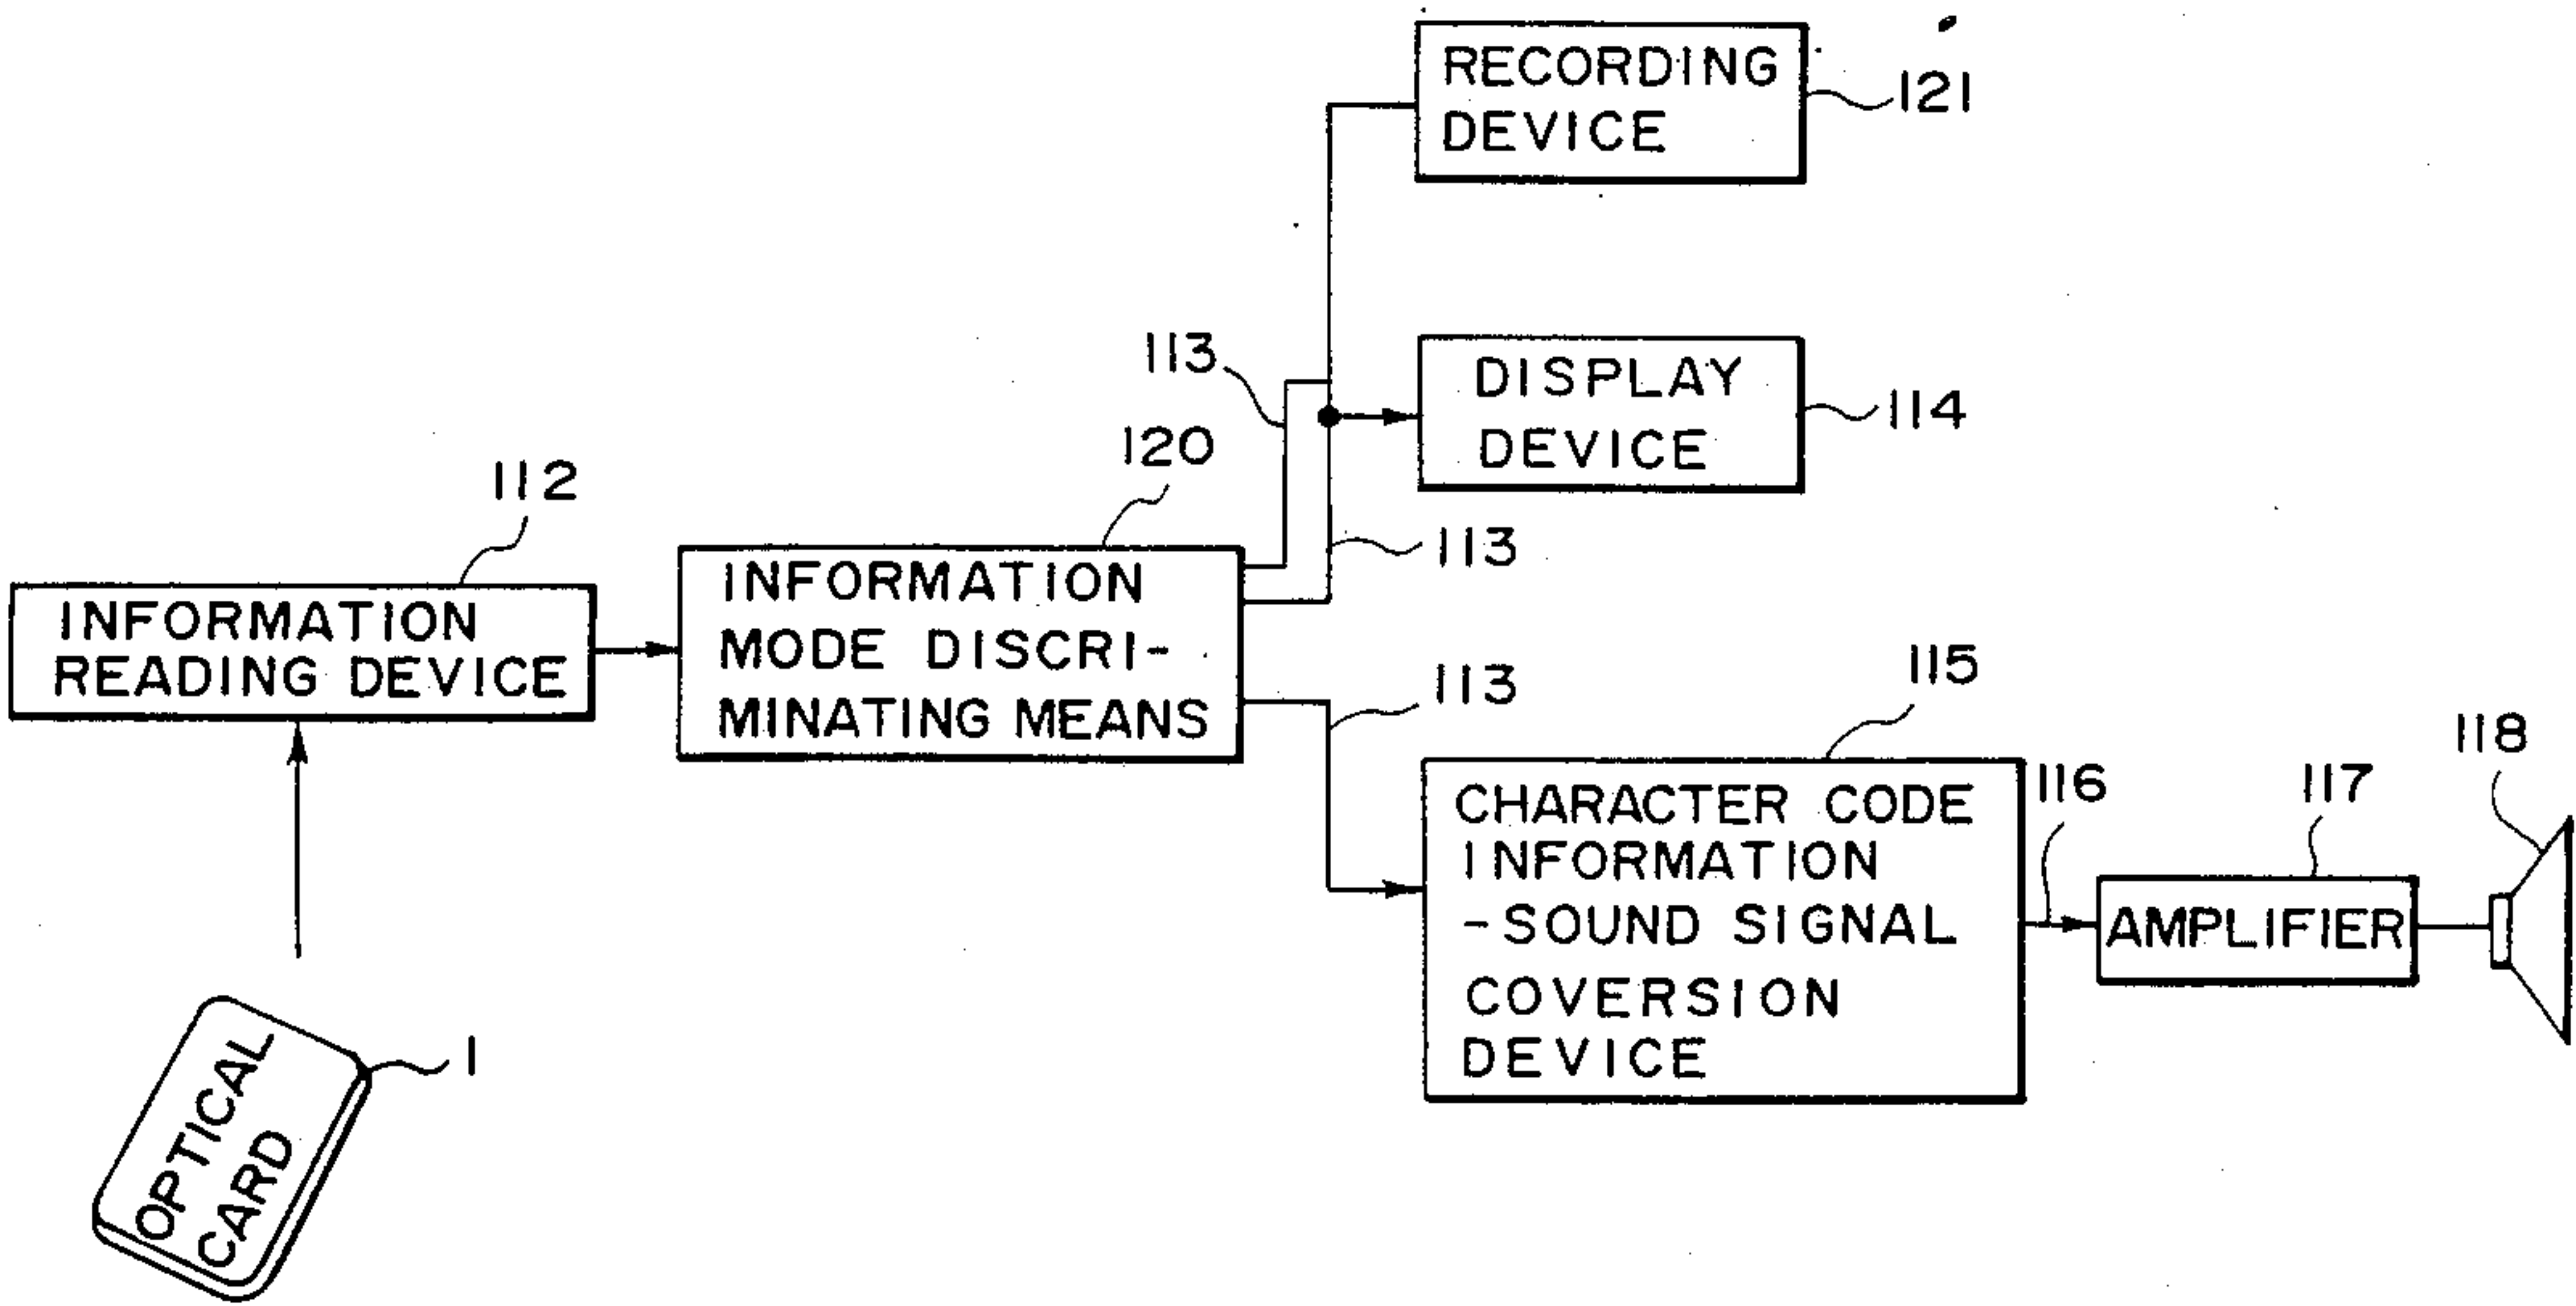 RECORDING
DEVICE
121
113
DISPLAY
DEVICE
114
120
112
113
INFORMATION
READING DEVICE
INFORMATION
MODE DISCRI-
MINATING MEANS
113
115
118
CHARACTER CODE
INFORMATION
-SOUND SIGNAL
COVERSION
DEVICE
116
117
AMPLIFIER
1
OPTICAL
CARD